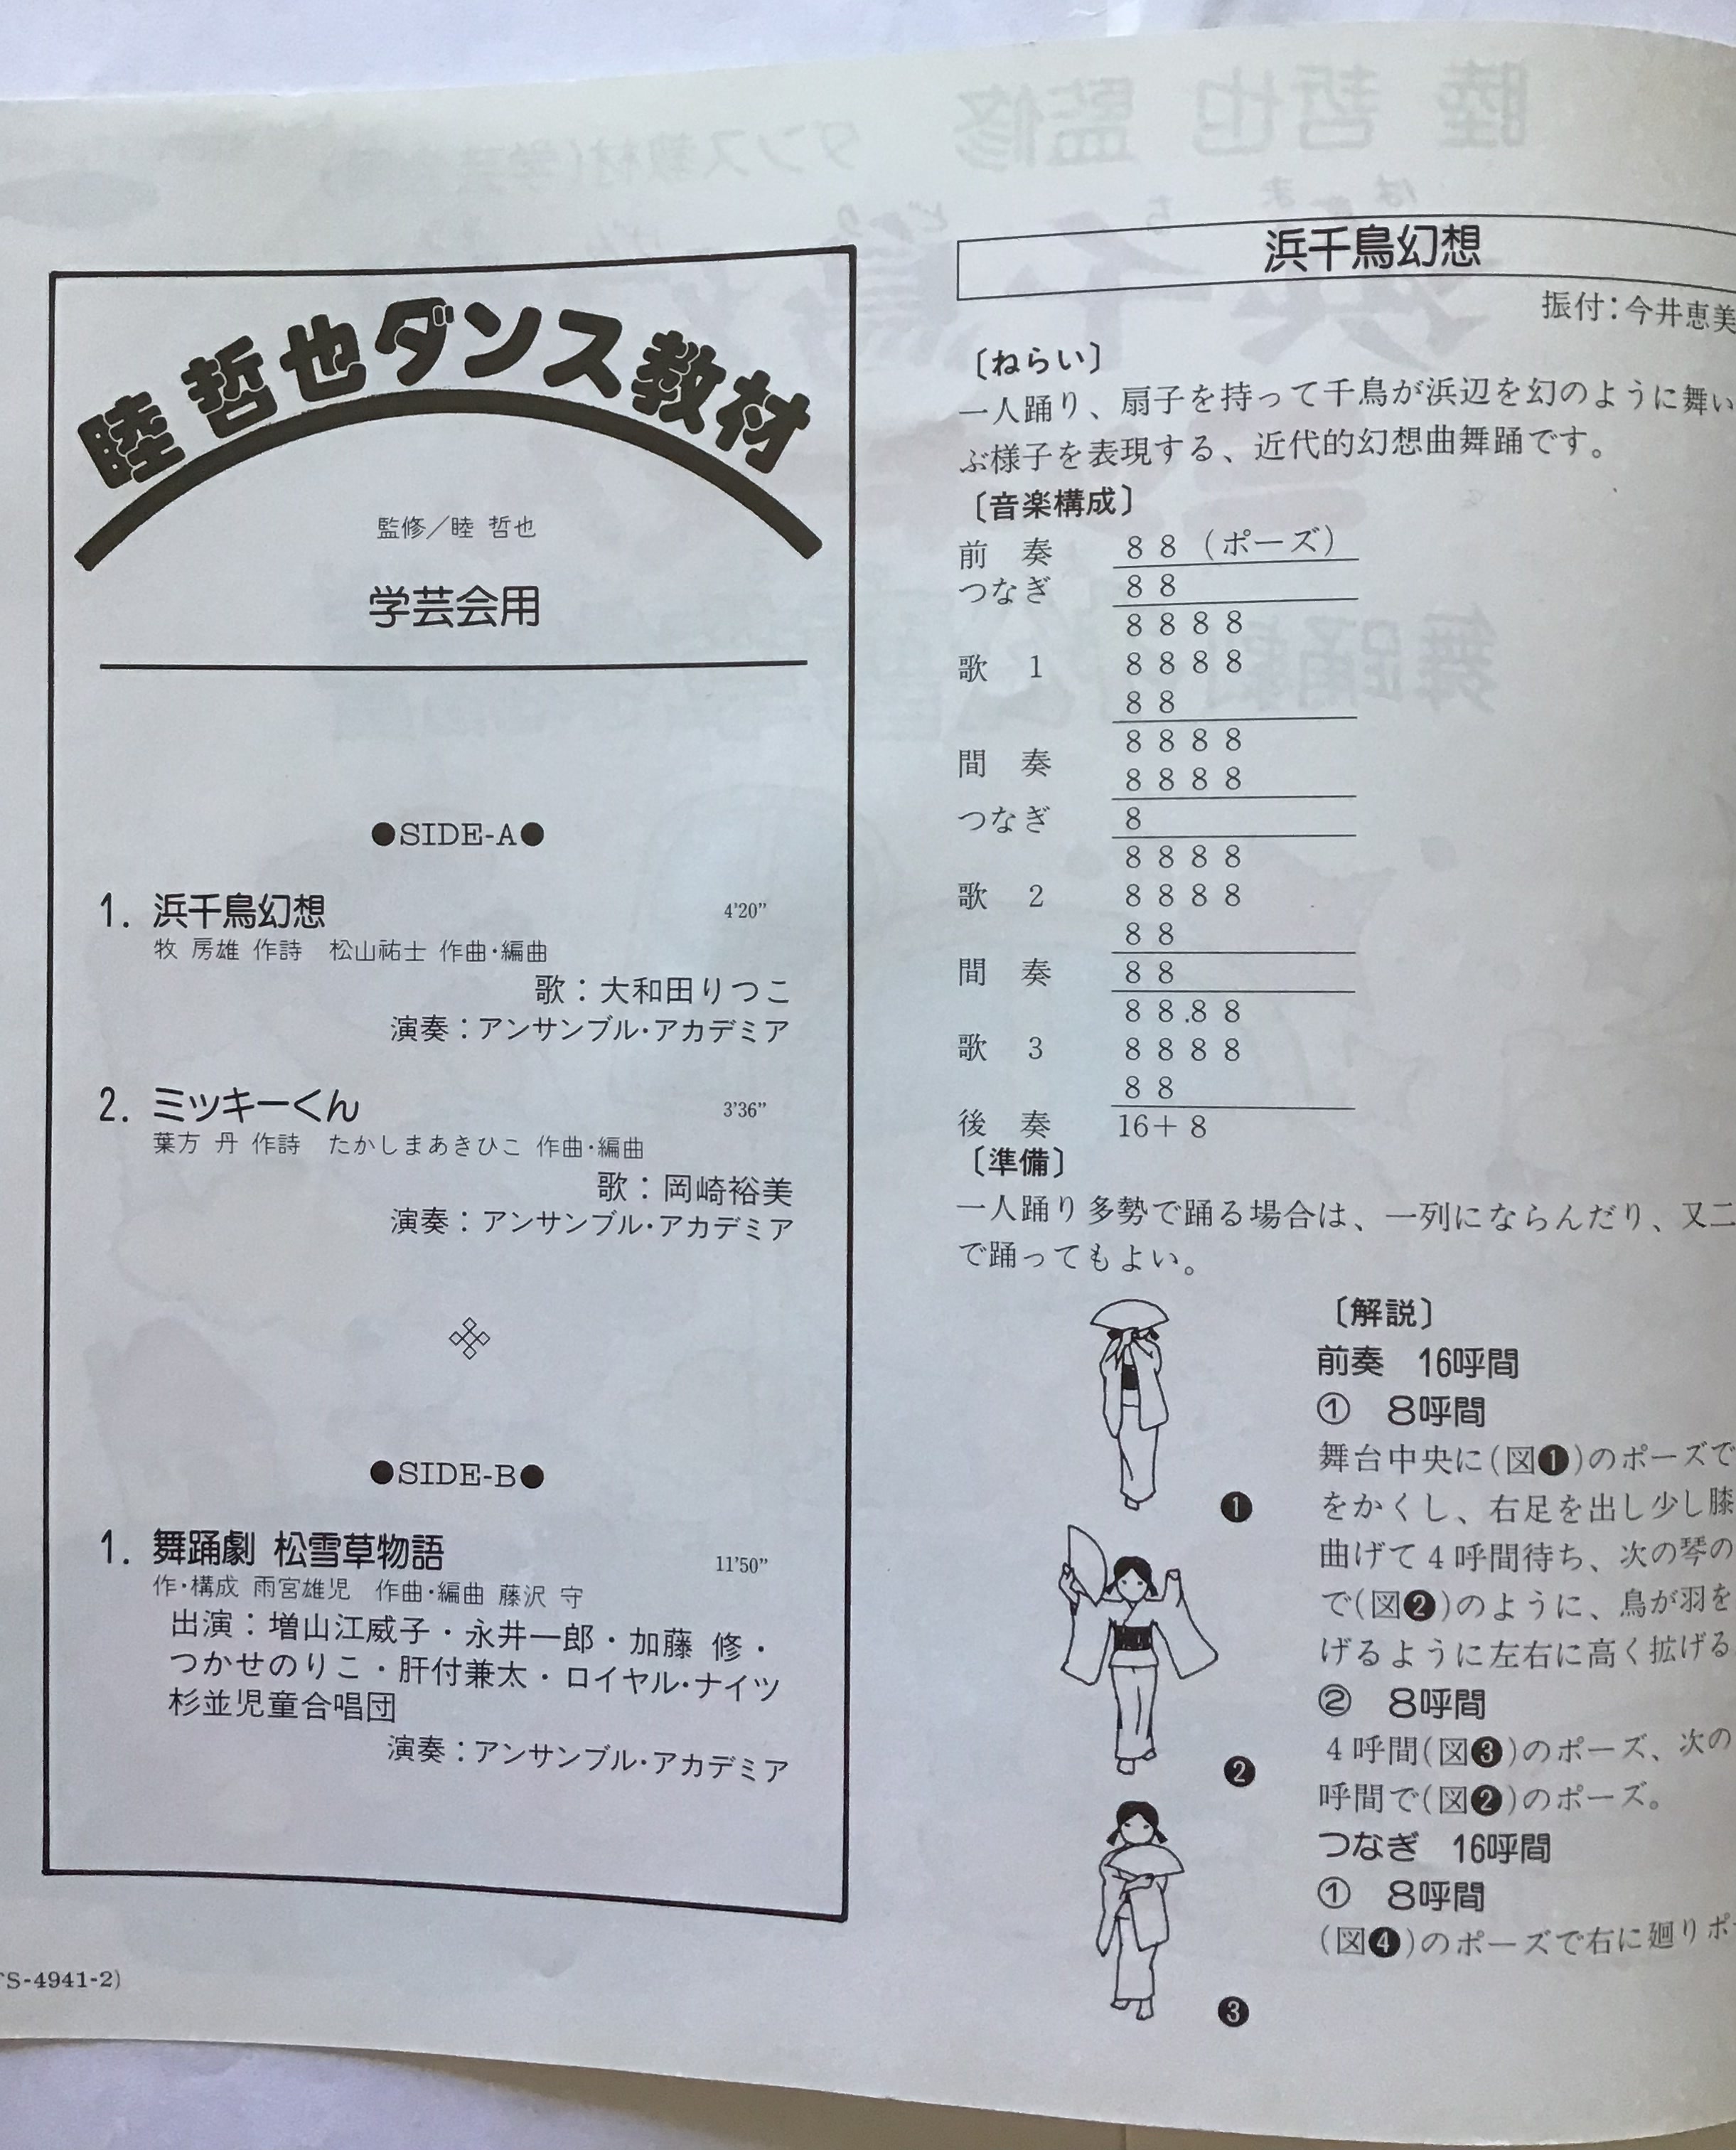 睦 哲也ダンス教材
監修／睦 哲也
学芸会用
●SIDE-A●
1. 浜千鳥幻想 4'20"
牧 房雄 作詩 松山祐士 作曲・編曲
歌：大和田りつこ
演奏：アンサンブル・アカデミア
2. ミッキーくん 3'36"
葉方 丹 作詩 たかしまあきひこ 作曲・編曲
歌：岡崎裕美
演奏：アンサンブル・アカデミア
●SIDE-B●
1. 舞踊劇 松雪草物語 11'50"
作・構成 雨宮雄児 作曲・編曲 藤沢 守
出演：増山江威子・永井一郎・加藤 修・
つかせのりこ・肝付兼太・ロイヤル・ナイツ
杉並児童合唱団
演奏：アンサンブル・アカデミア
S-4941-2)
浜千鳥幻想
振付：今井恵美
〔ねらい〕
一人踊り、扇子を持って千鳥が浜辺を幻のように舞い
ぶ様子を表現する、近代的幻想曲舞踊です。
〔音楽構成〕
前 奏 8 8 (ポーズ)
つなぎ 8 8
8 8 8 8
歌 1 8 8 8 8
8 8
8 8 8 8
間 奏
8 8 8 8
つなぎ 8
8 8 8 8
歌 2 8 8 8 8
8 8
間 奏 8 8
8 8 8 8
歌 3 8 8 8 8
8 8
後 奏 16＋8
〔準備〕
一人踊り多勢で踊る場合は、一列にならんだり、又二
で踊ってもよい。
〔解説〕
前奏 16呼間
① 8呼間
舞台中央に(図❶)のポーズで
をかくし、右足を出し少し膝
曲げて4呼間待ち、次の琴の
で(図❷)のように、鳥が羽を
げるように左右に高く拡げる
② 8呼間
4呼間(図❸)のポーズ、次の
呼間で(図❷)のポーズ。
つなぎ 16呼間
① 8呼間
(図❹)のポーズで右に廻りポー
❶
❷
❸